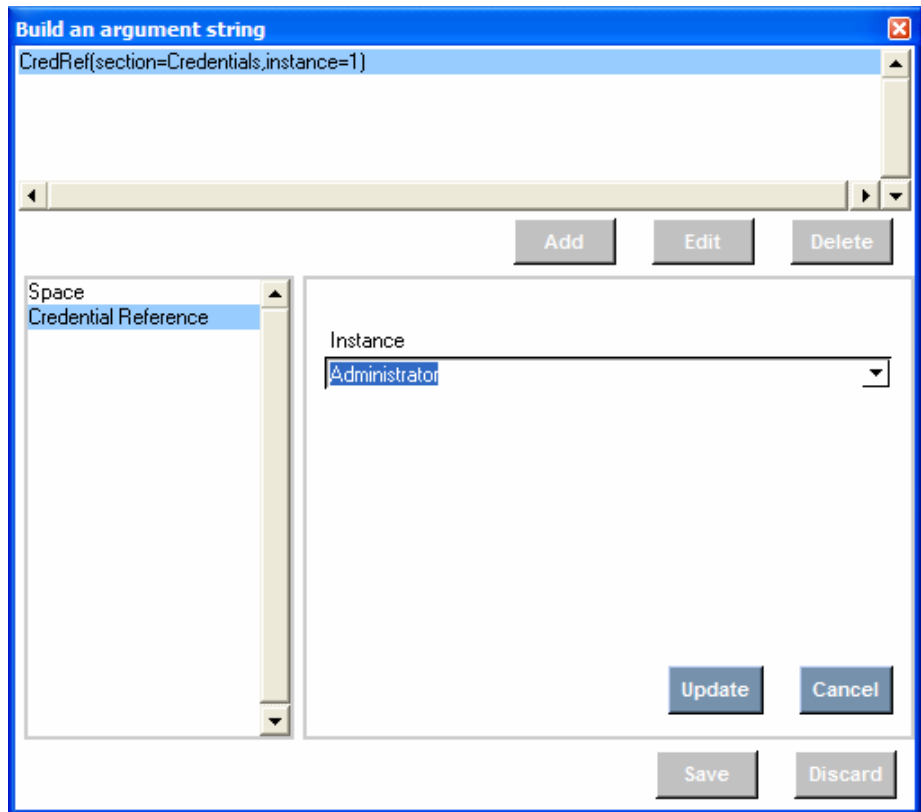 Build an argument string
CredRef(section=Credentials,instance=1)
Add Edit Delete
Space
Credential Reference
Instance
Administrator
Update Cancel
Save Discard